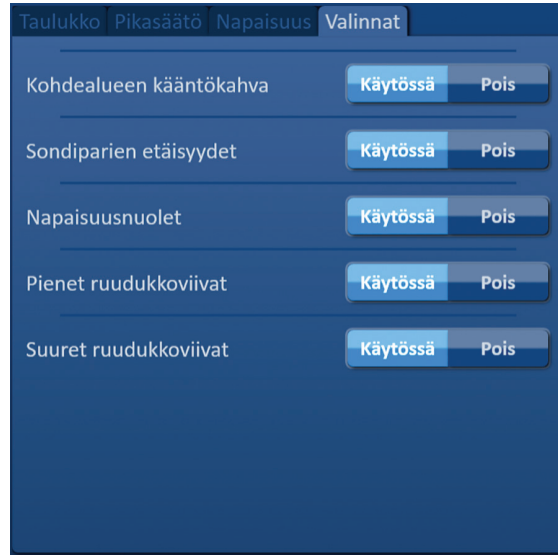 Taulukko Pikasäätö Napaisuus Valinnat
Kohdealueen kääntökahva Käytössä Pois
Sondiparien etäisyydet Käytössä Pois
Napaisuusnuolet Käytössä Pois
Pienet ruudukkoviivat Käytössä Pois
Suuret ruudukkoviivat Käytössä Pois